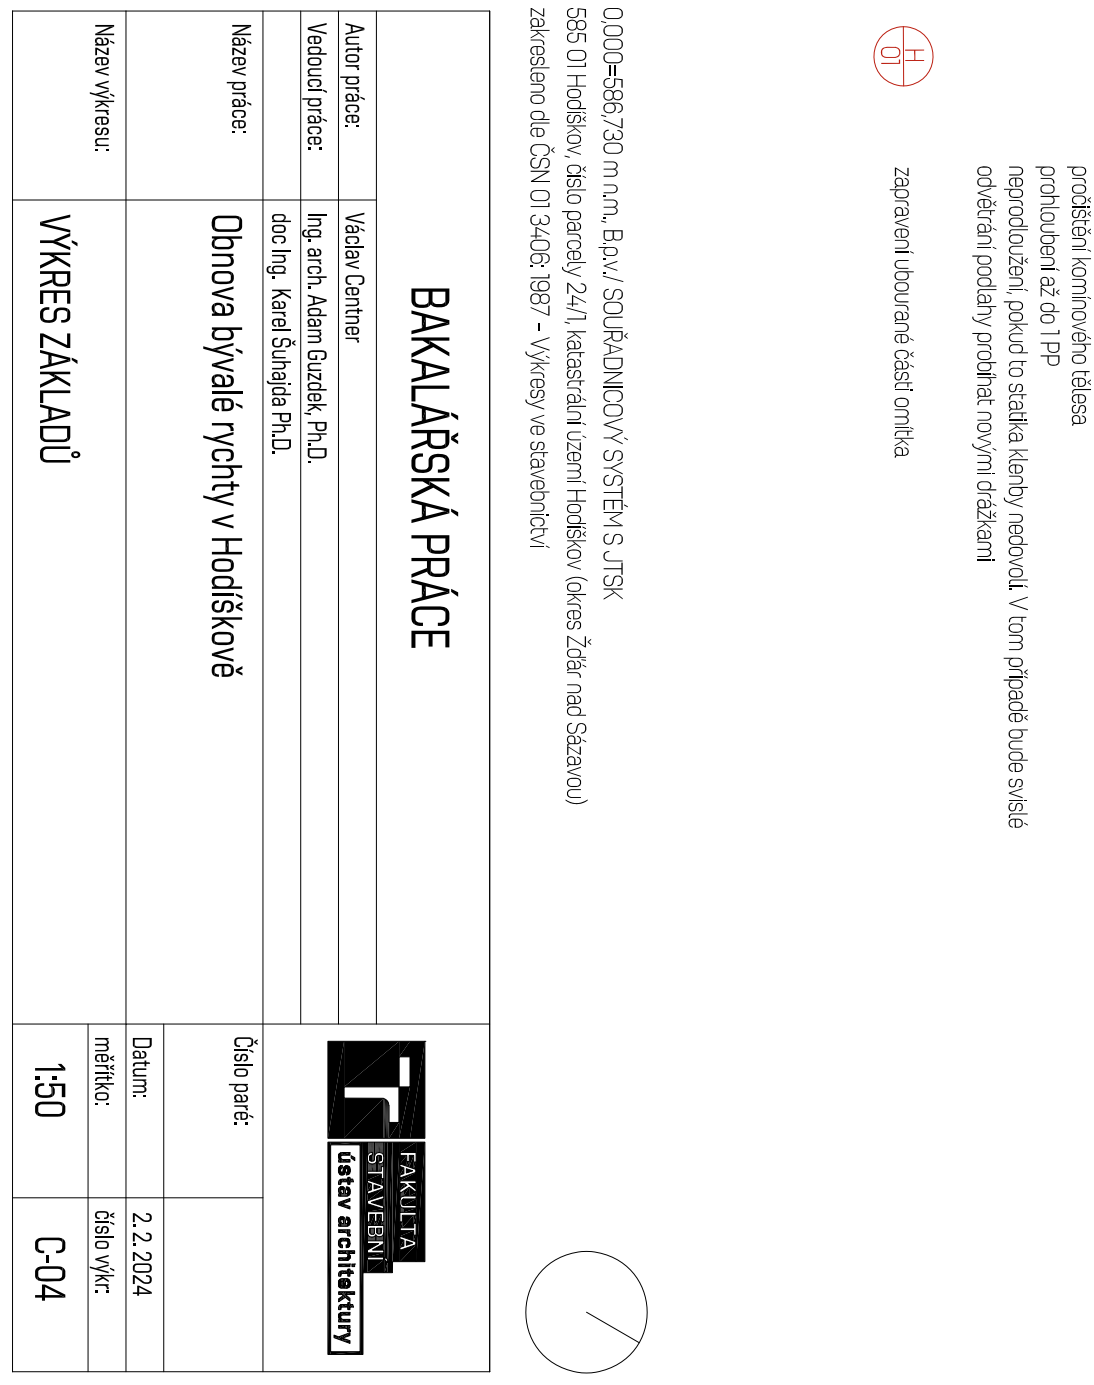 pročištění komínového tělesa
prohloubení až do 1 PP
neprodloužení, pokud to statika klenby nedovolí. V tom případě bude svislé
odvětrání podlahy probíhat novými drážkami
H
01
zapravení ubourané části omítka
0,000=586,730 m n.m., B.p.v./ SOUŘADNICOVÝ SYSTÉM S JTSK
585 01 Hodíškov, číslo parcely 24/1, katastrální území Hodíškov (okres Žďár nad Sázavou)
zakresleno dle ČSN 01 3406: 1987 – Výkresy ve stavebnictví
BAKALÁŘSKÁ PRÁCE
FAKULTA
STAVEBNÍ
ústav architektury
Autor práce:
Václav Centner
Vedoucí práce:
Ing. arch. Adam Guzdek, Ph.D.
doc Ing. Karel Šuhajda Ph.D.
Název práce:
Obnova bývalé rychty v Hodíškově
Číslo paré:
Datum:
2. 2. 2024
Název výkresu:
VÝKRES ZÁKLADŮ
měřítko:
1:50
číslo výkr:
C-04